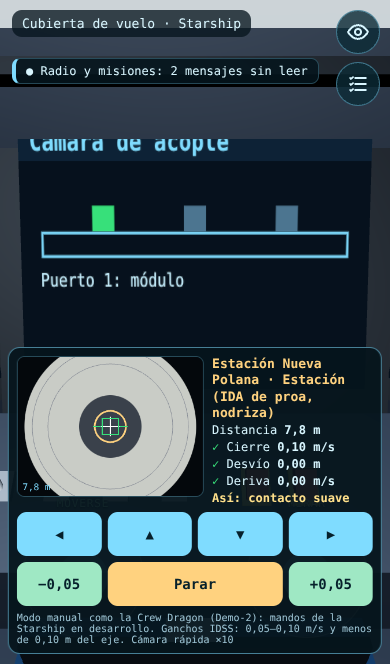 Cubierta de vuelo · Starship
● Radio y misiones: 2 mensajes sin leer
Cámara de acople
Puerto 1: módulo
Estación Nueva
Polana · Estación
(IDA de proa,
nodriza)
Distancia 7,8 m
✓ Cierre 0,10 m/s
✓ Desvío 0,00 m
✓ Deriva 0,00 m/s
Así: contacto suave
7,8 m
◄ ▲ ▼ ►
−0,05 Parar +0,05
Modo manual como la Crew Dragon (Demo-2): mandos de la
Starship en desarrollo. Ganchos IDSS: 0,05–0,10 m/s y menos
de 0,10 m del eje. Cámara rápida ×10